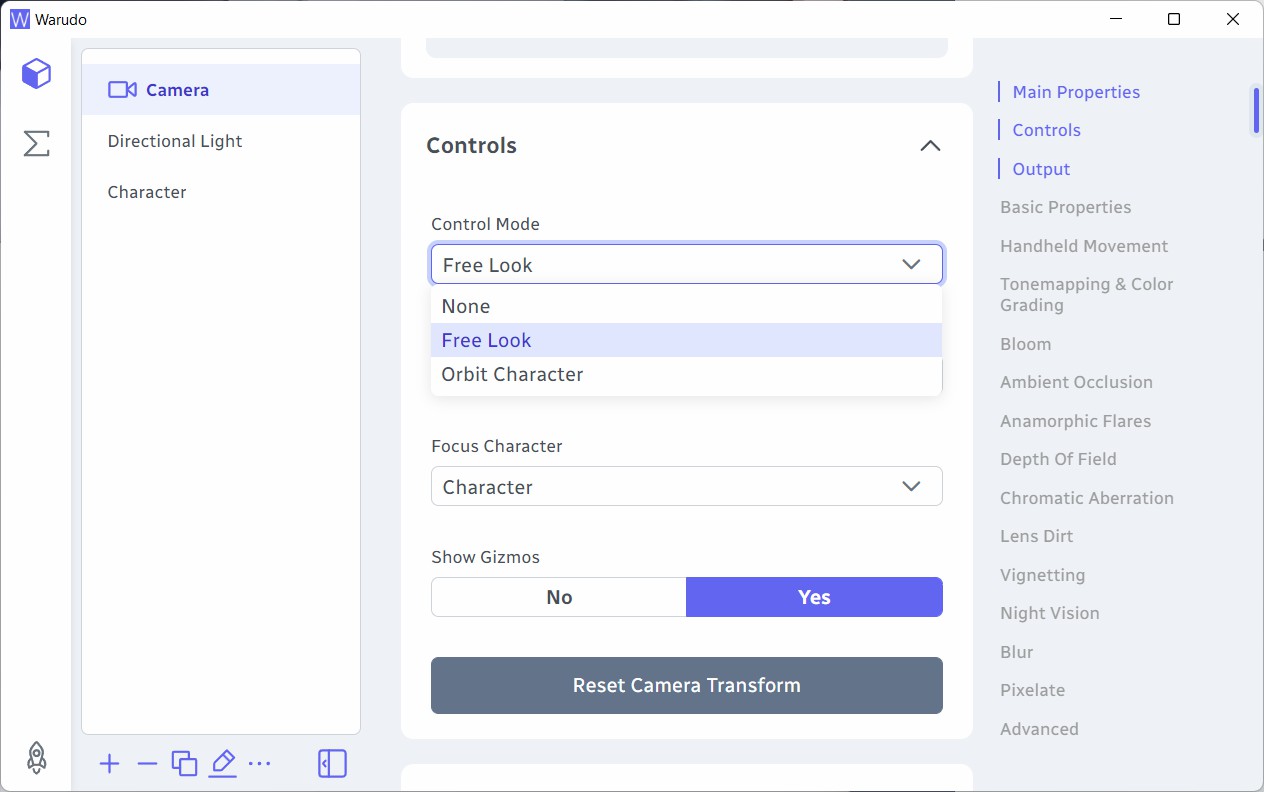 Warudo
Camera
Directional Light
Character
Controls
Control Mode
Free Look
None
Free Look
Orbit Character
Focus Character
Character
Show Gizmos
No
Yes
Reset Camera Transform
Main Properties
Controls
Output
Basic Properties
Handheld Movement
Tonemapping & Color
Grading
Bloom
Ambient Occlusion
Anamorphic Flares
Depth Of Field
Chromatic Aberration
Lens Dirt
Vignetting
Night Vision
Blur
Pixelate
Advanced